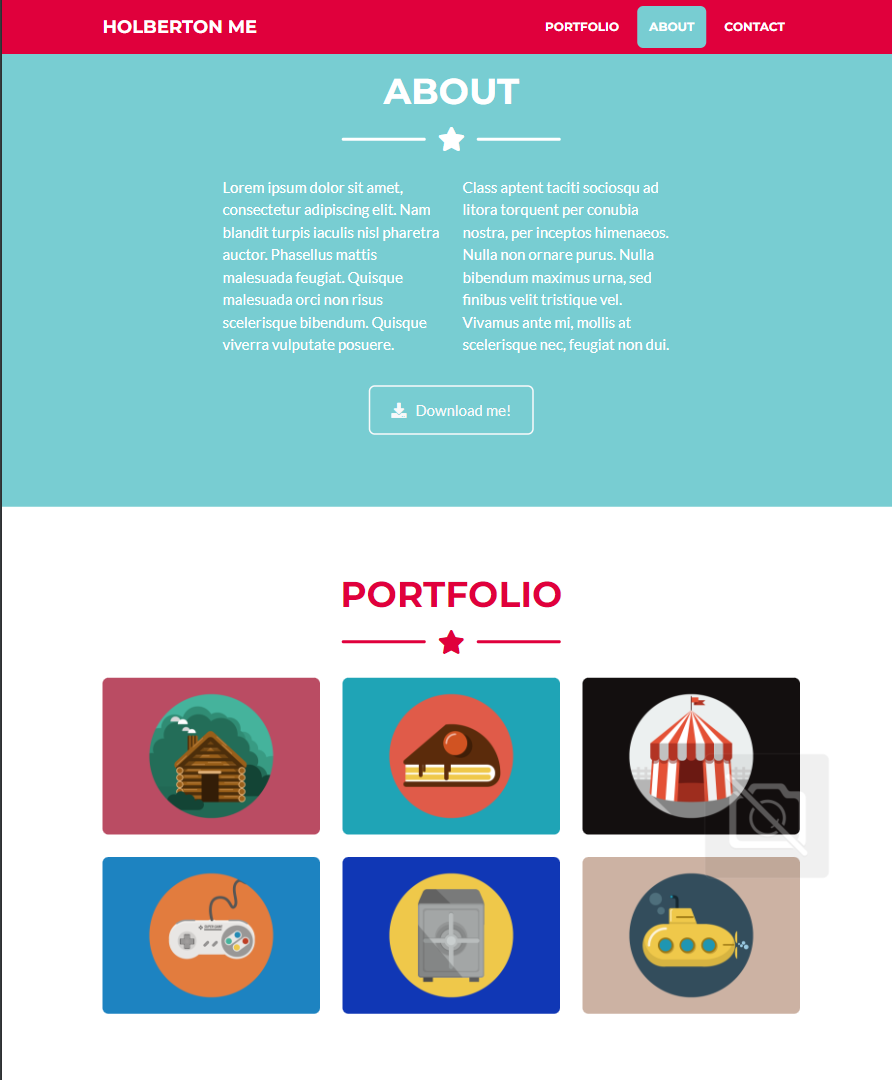 HOLBERTON ME
PORTFOLIO
ABOUT
CONTACT
ABOUT
Lorem ipsum dolor sit amet,
consectetur adipiscing elit. Nam
blandit turpis iaculis nisl pharetra
auctor. Phasellus mattis
malesuada feugiat. Quisque
malesuada orci non risus
scelerisque bibendum. Quisque
viverra vulputate posuere.
Class aptent taciti sociosqu ad
litora torquent per conubia
nostra, per inceptos himenaeos.
Nulla non ornare purus. Nulla
bibendum maximus urna, sed
finibus velit tristique vel.
Vivamus ante mi, mollis at
scelerisque nec, feugiat non dui.
Download me!
PORTFOLIO